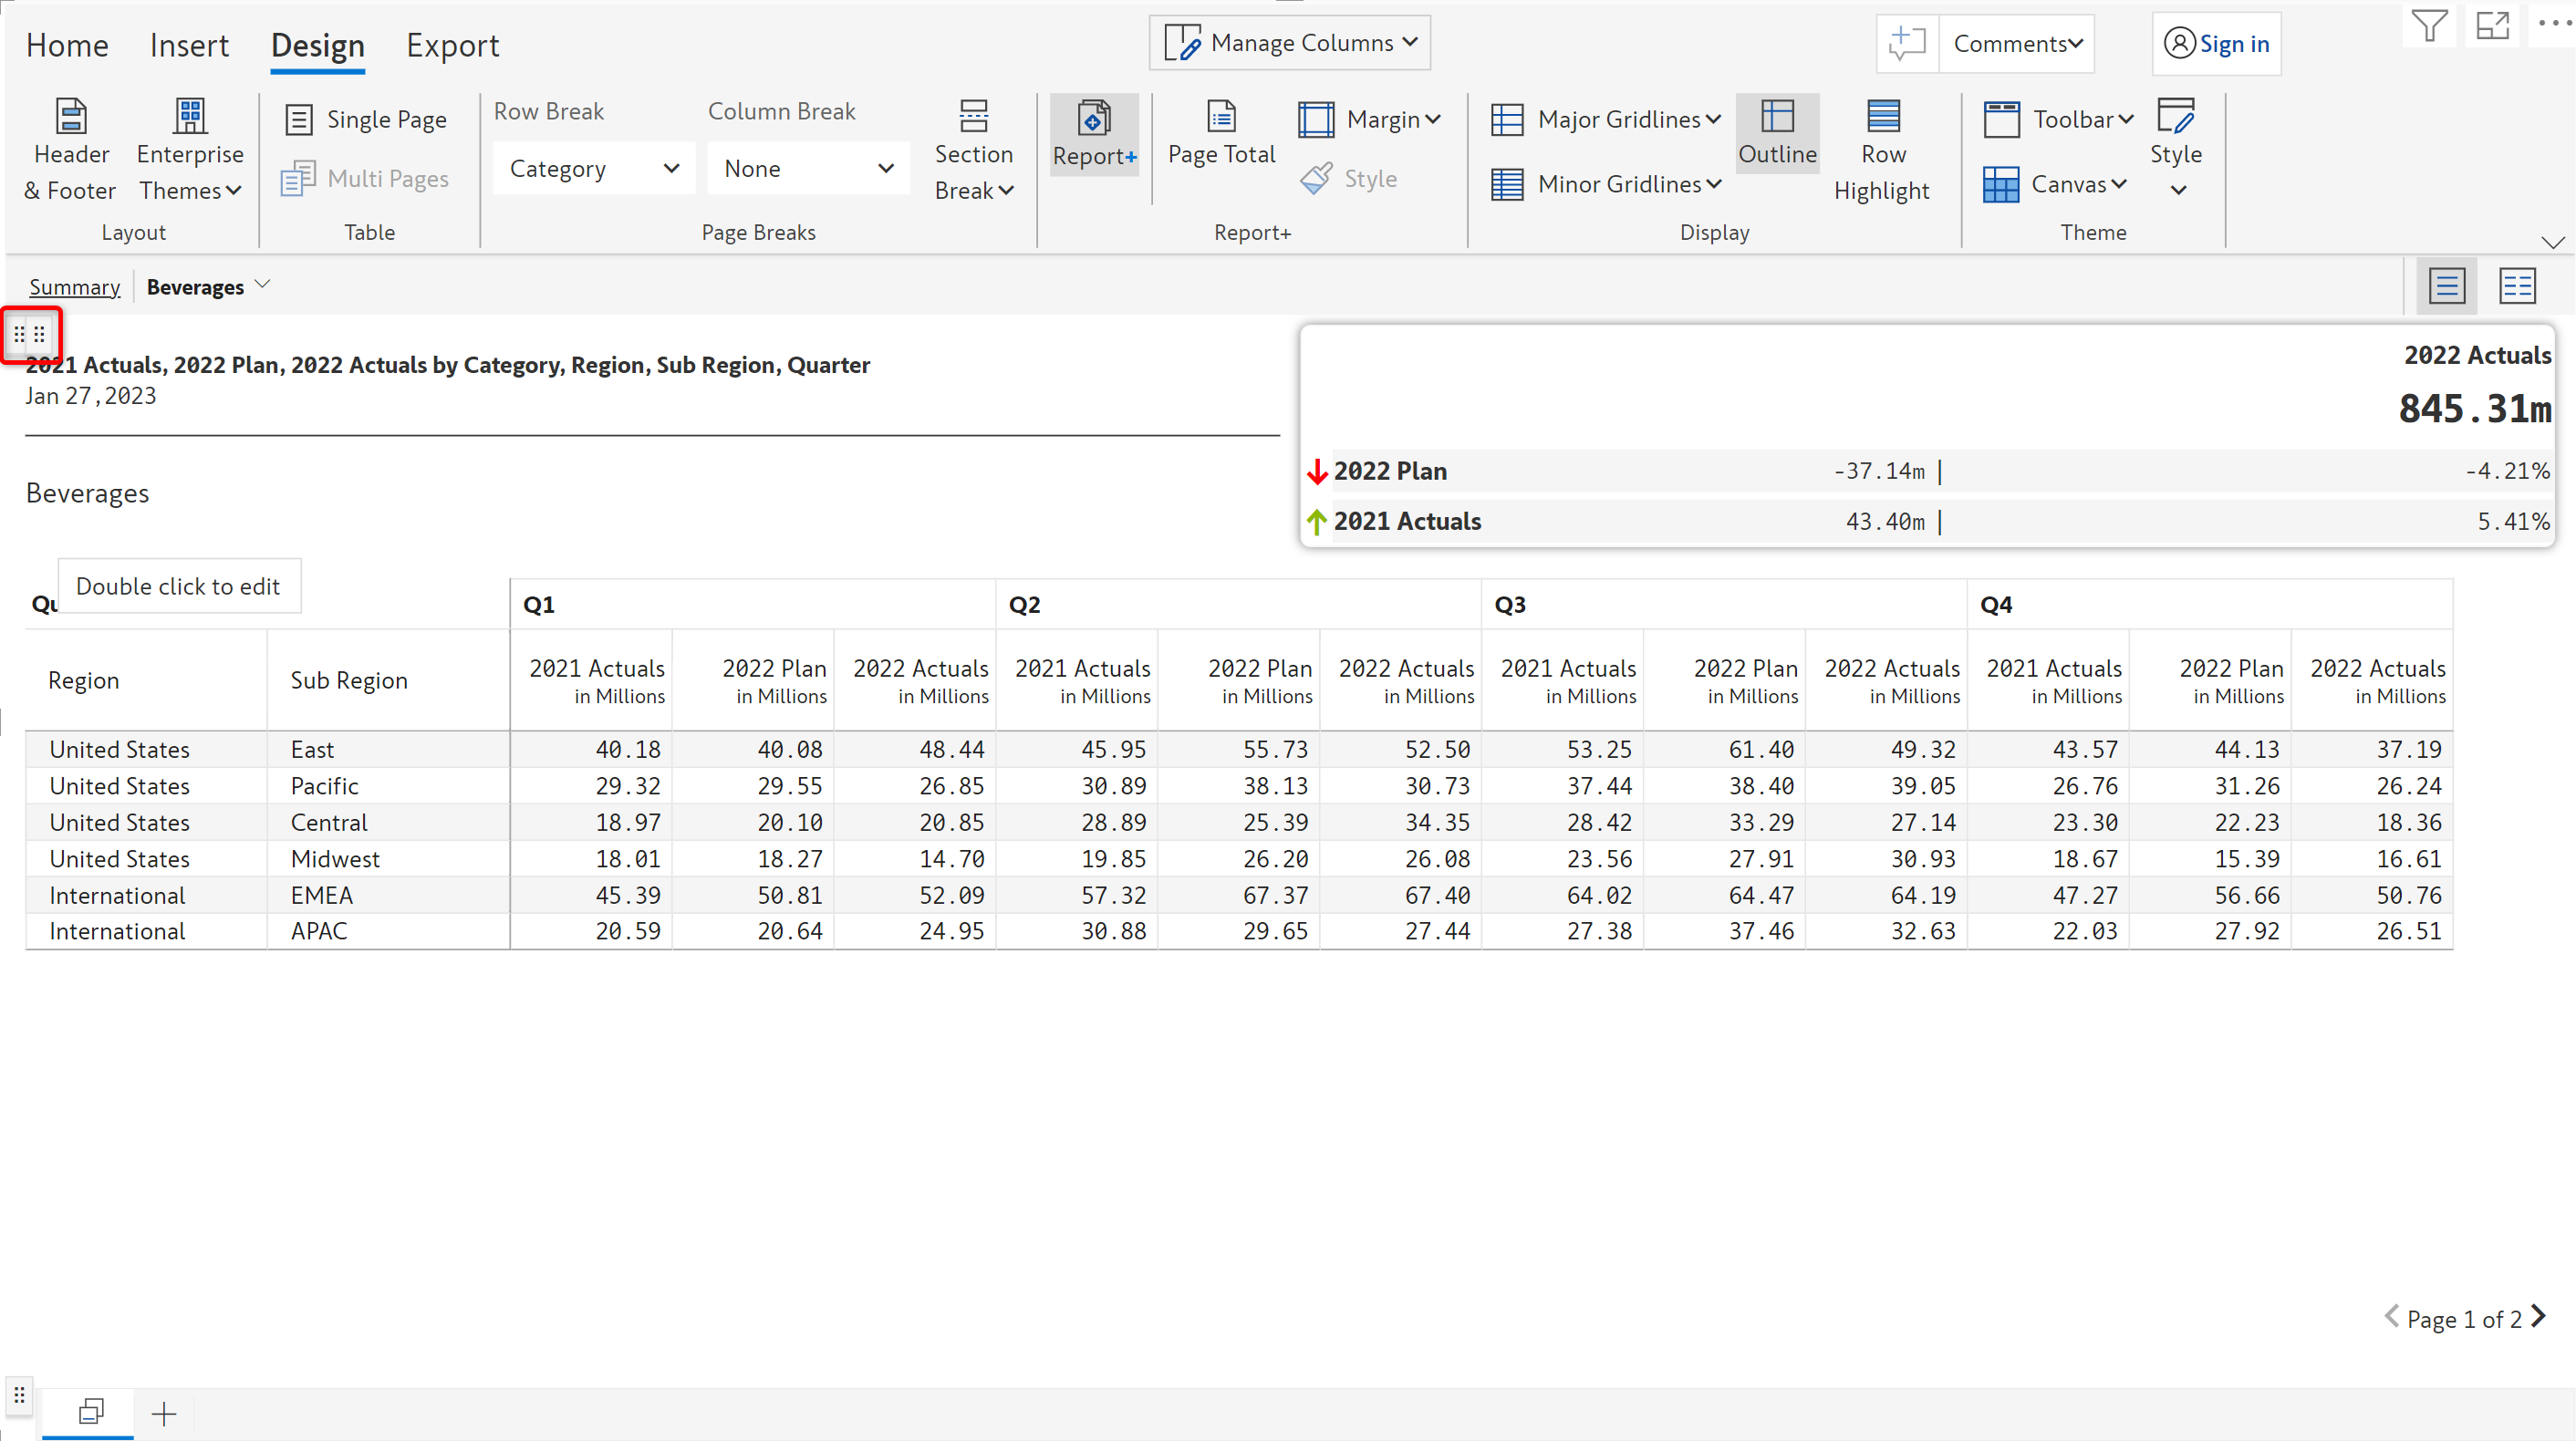 Home Insert Design Export Manage Columns Comments Sign in
Header & Footer
Enterprise Themes
Layout
Single Page
Multi Pages
Table
Row Break Column Break
Category None
Section Break
Page Breaks
Report+
Page Total
Margin
Style
Report+
Major Gridlines
Minor Gridlines
Outline
Row Highlight
Display
Toolbar
Canvas
Style
Theme
Summary Beverages
2021 Actuals, 2022 Plan, 2022 Actuals by Category, Region, Sub Region, Quarter
Jan 27,2023
Beverages
2022 Actuals
845.31m
2022 Plan -37.14m | -4.21%
2021 Actuals 43.40m | 5.41%
Double click to edit
Q1 Q2 Q3 Q4
Region Sub Region 2021 Actuals 2022 Plan 2022 Actuals 2021 Actuals 2022 Plan 2022 Actuals 2021 Actuals 2022 Plan 2022 Actuals 2021 Actuals 2022 Plan 2022 Actuals
in Millions in Millions in Millions in Millions in Millions in Millions in Millions in Millions in Millions in Millions in Millions in Millions
United States East 40.18 40.08 48.44 45.95 55.73 52.50 53.25 61.40 49.32 43.57 44.13 37.19
United States Pacific 29.32 29.55 26.85 30.89 38.13 30.73 37.44 38.40 39.05 26.76 31.26 26.24
United States Central 18.97 20.10 20.85 28.89 25.39 34.35 28.42 33.29 27.14 23.30 22.23 18.36
United States Midwest 18.01 18.27 14.70 19.85 26.20 26.08 23.56 27.91 30.93 18.67 15.39 16.61
International EMEA 45.39 50.81 52.09 57.32 67.37 67.40 64.02 64.47 64.19 47.27 56.66 50.76
International APAC 20.59 20.64 24.95 30.88 29.65 27.44 27.38 37.46 32.63 22.03 27.92 26.51
Page 1 of 2